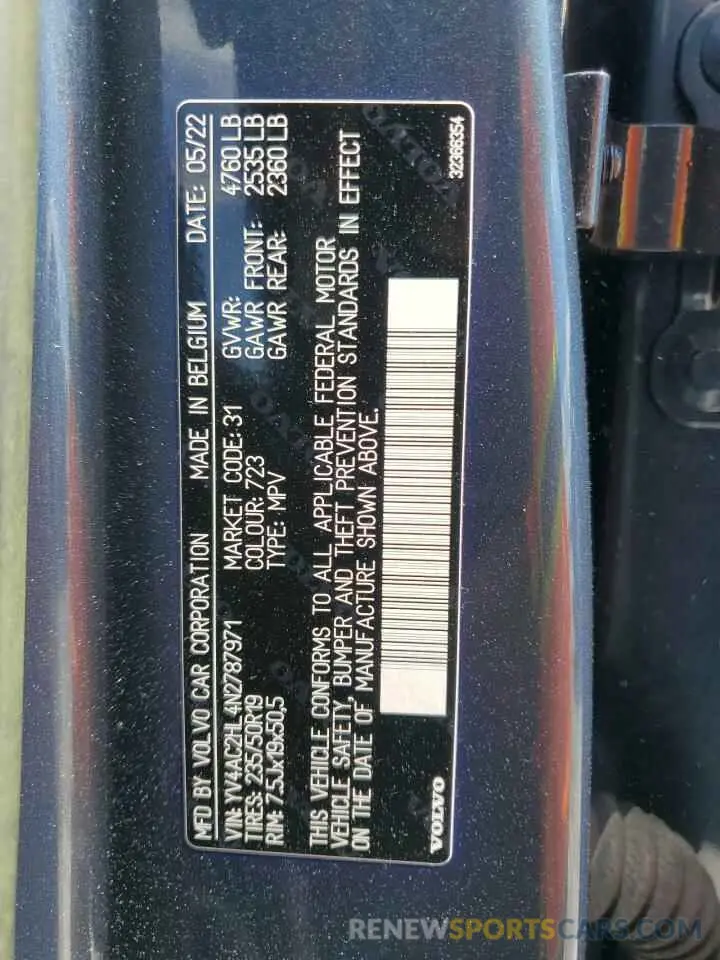 MFD BY VOLVO CAR CORPORATION MADE IN BELGIUM DATE: 05/22
VIN: YV4AC2HL4N2787971 MARKET CODE: 31 GVWR: 4760 LB
TIRES: 235/50R19 COLOUR: 723 GAWR FRONT: 2535 LB
RIM: 7.5Jx19x50,5 TYPE: MPV GAWR REAR: 2360 LB
THIS VEHICLE CONFORMS TO ALL APPLICABLE FEDERAL MOTOR
VEHICLE SAFETY, BUMPER AND THEFT PREVENTION STANDARDS IN EFFECT
ON THE DATE OF MANUFACTURE SHOWN ABOVE.
VOLVO 32366354
RENEWSPORTSCARS.COM